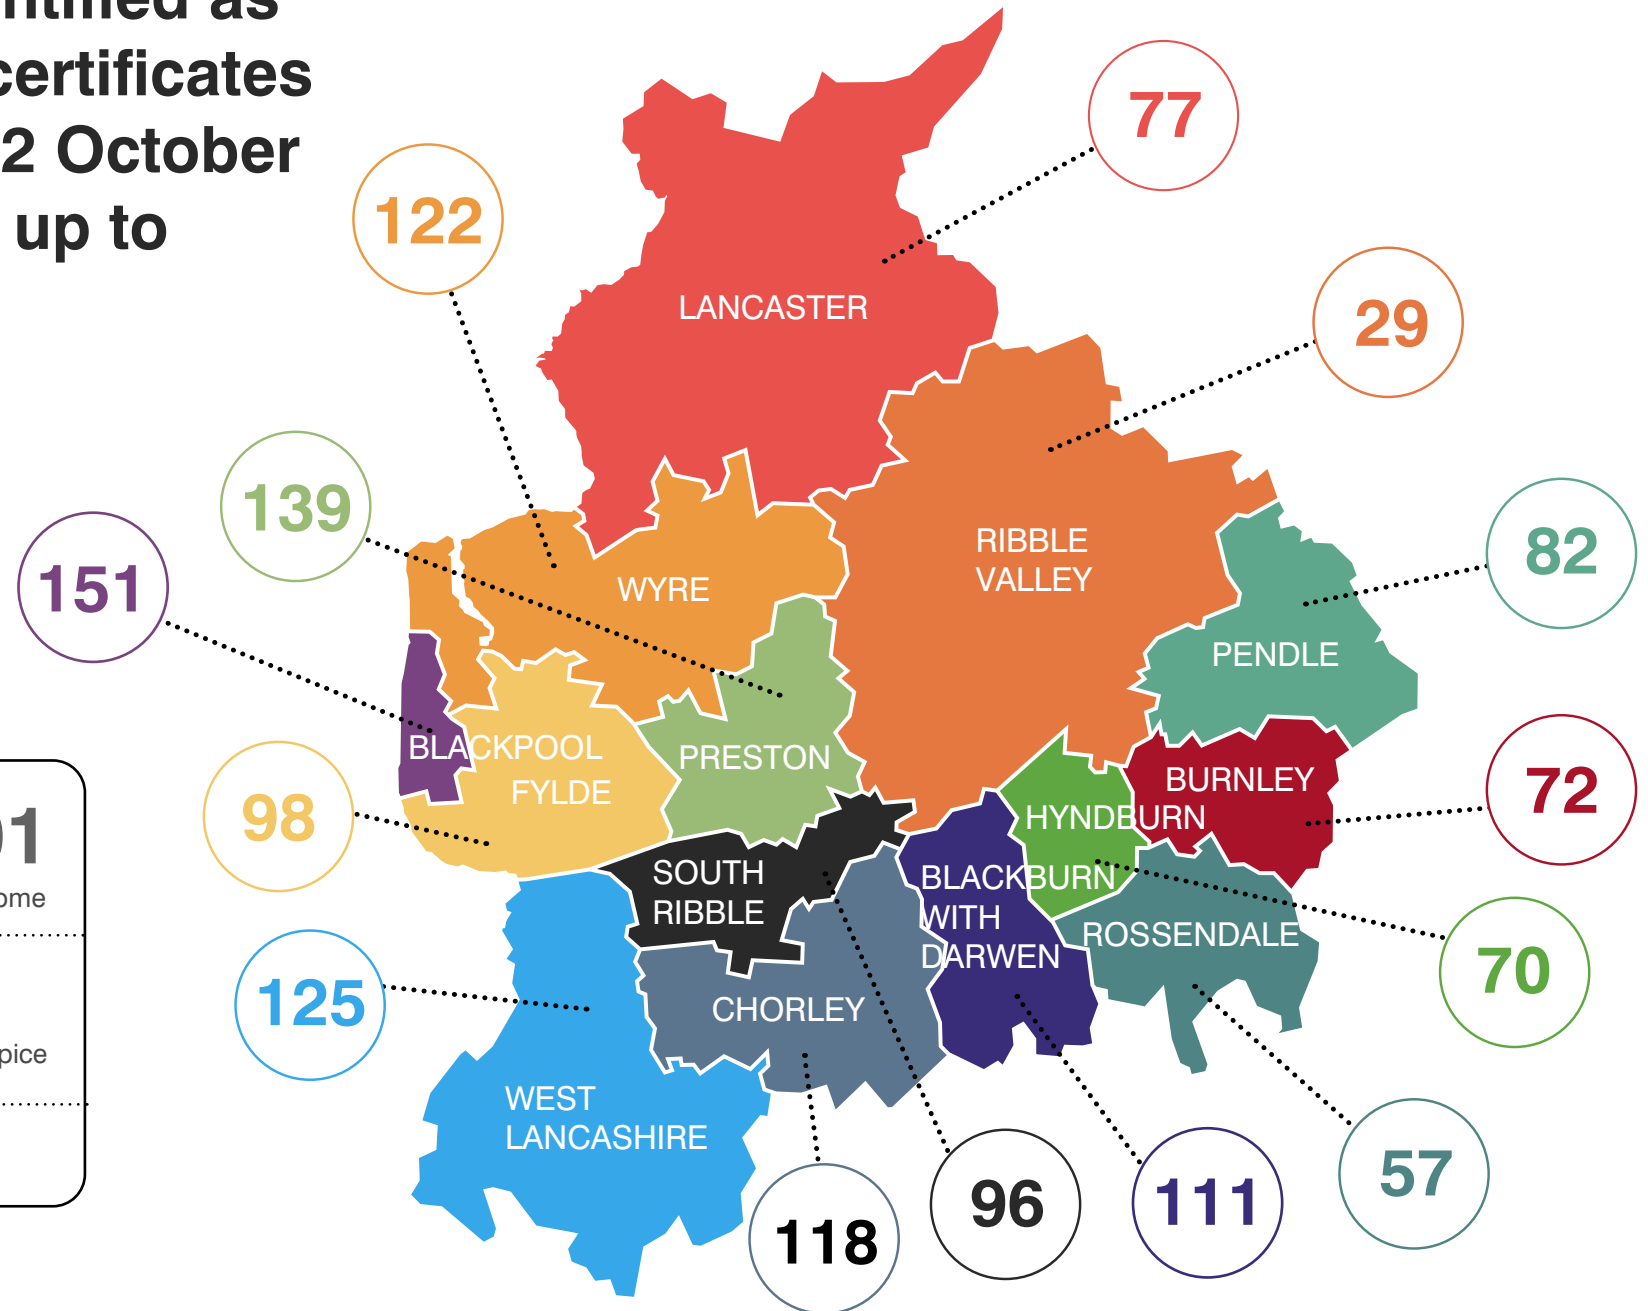 as
certificates
2 October
up to
77
122
29
LANCASTER
139
82
151
RIBBLE
VALLEY
WYRE
PENDLE
BLACKPOOL
PRESTON
FYLDE
BURNLEY
72
98
HYNDBURN
SOUTH
RIBBLE
BLACKBURN
WITH
DARWEN
ROSSENDALE
70
125
CHORLEY
WEST
LANCASHIRE
57
118
96
111